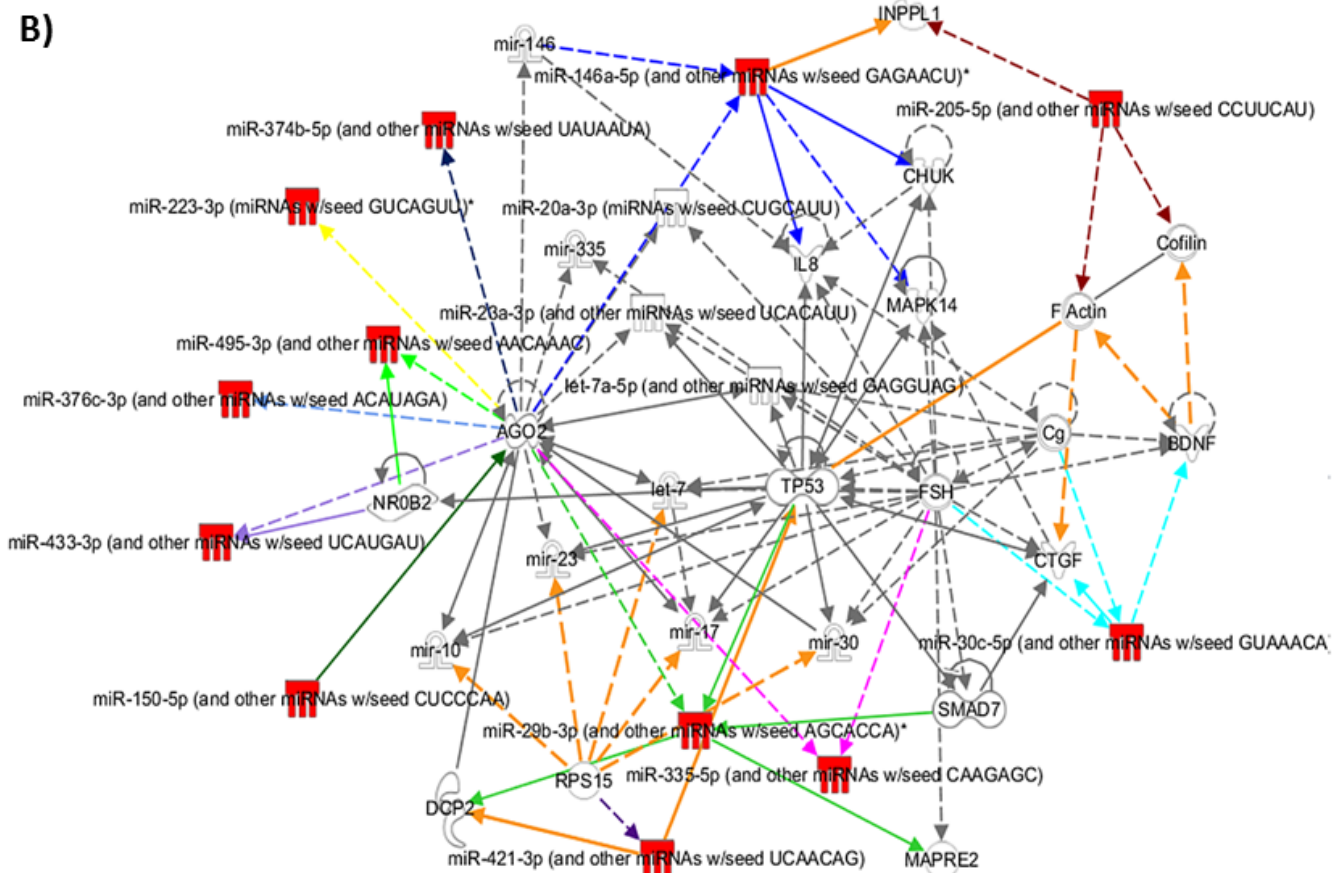 B)
INPPL1
mir-146
miR-146a-5p (and other miRNAs w/seed GAGAACU)*
miR-205-5p (and other miRNAs w/seed CCUUCAU)
miR-374b-5p (and other miRNAs w/seed UAUAAUA)
CHUK
miR-223-3p (miRNAs w/seed GUCAGUU)*
miR-20a-3p (miRNAs w/seed CUGCAUU)
mir-335
Cofilin
IL8
MAPK14
miR-23a-3p (and other miRNAs w/seed UCACAUU)
F Actin
miR-495-3p (and other miRNAs w/seed AACAAAC)
let-7a-5p (and other miRNAs w/seed GAGGUAG)
miR-376c-3p (and other miRNAs w/seed ACAUAGA)
AGO2
Cg
BDNF
let-7
TP53
FSH
NR0B2
miR-433-3p (and other miRNAs w/seed UCAUGAU)
mir-23
CTGF
mir-17
mir-30
miR-30c-5p (and other miRNAs w/seed GUAAACA
mir-10
miR-150-5p (and other miRNAs w/seed CUCCCAA)
SMAD7
miR-29b-3p (and other miRNAs w/seed AGCACCA)*
RPS15
miR-335-5p (and other miRNAs w/seed CAAGAGC)
DCP2
miR-421-3p (and other miRNAs w/seed UCAACAG)
MAPRE2